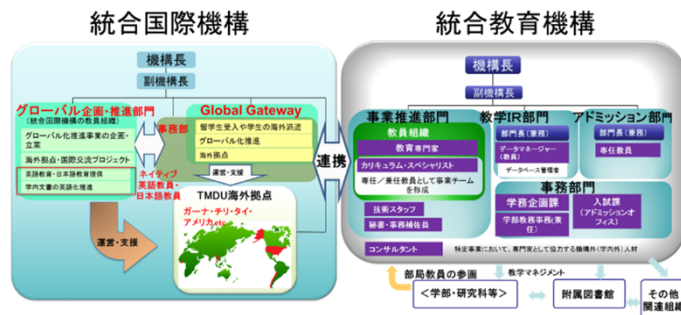 統合国際機構
機構長
副機構長
グローバル企画・推進部門
(統合国際機構の教員組織)
グローバル化推進事業の企画・
立案
海外拠点・国際交流プロジェクト
英語教育・日本語教育提供
学内文書の英語化推進
事務部
ネイティブ
英語教員・
日本語教員
Global Gateway
留学生受入や学生の海外派遣
グローバル化推進
海外拠点
運営・支援
TMDU海外拠点
ガーナ・チリ・タイ・
アメリカ,etc
運営・支援
連携
統合教育機構
機構長
副機構長
事業推進部門
教員組織
教育専門家
カリキュラム・スペシャリスト
専任/兼任教員として事業チーム
を形成
技術スタッフ
秘書・事務補佐員
コンサルタント
特定事業において、専門家として協力する機構外(学内外)人材
教学IR部門
部門長(兼務)
データマネージャー
(教員)
データベース管理者
アドミッション部門
部門長(兼務)
専任教員
事務部門
学務企画課
学部教務事務(兼
任)
入試課
(アドミッションオ
フィス)
部局教員の参画
教学マネジメント
<学部・研究科等>
附属図書館
その他
関連組織